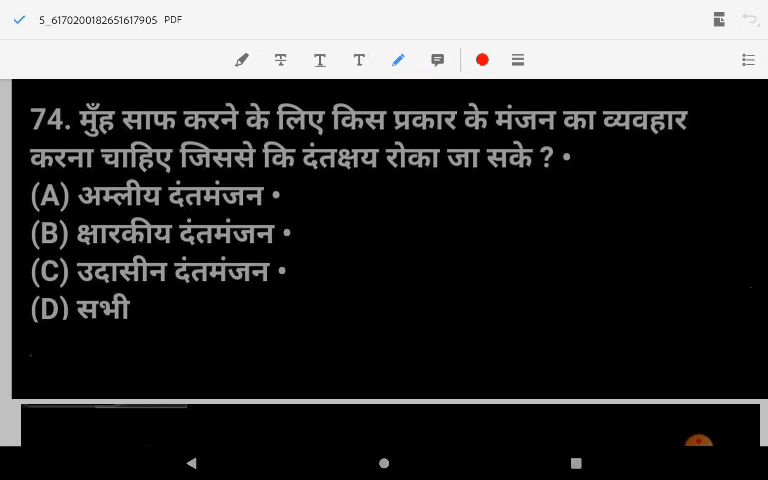 5_6170200182651617905 PDF
74. मुँह साफ करने के लिए किस प्रकार के मंजन का व्यवहार
करना चाहिए जिससे कि दंतक्षय रोका जा सके ? •
(A) अम्लीय दंतमंजन •
(B) क्षारकीय दंतमंजन •
(C) उदासीन दंतमंजन •
(D) सभी